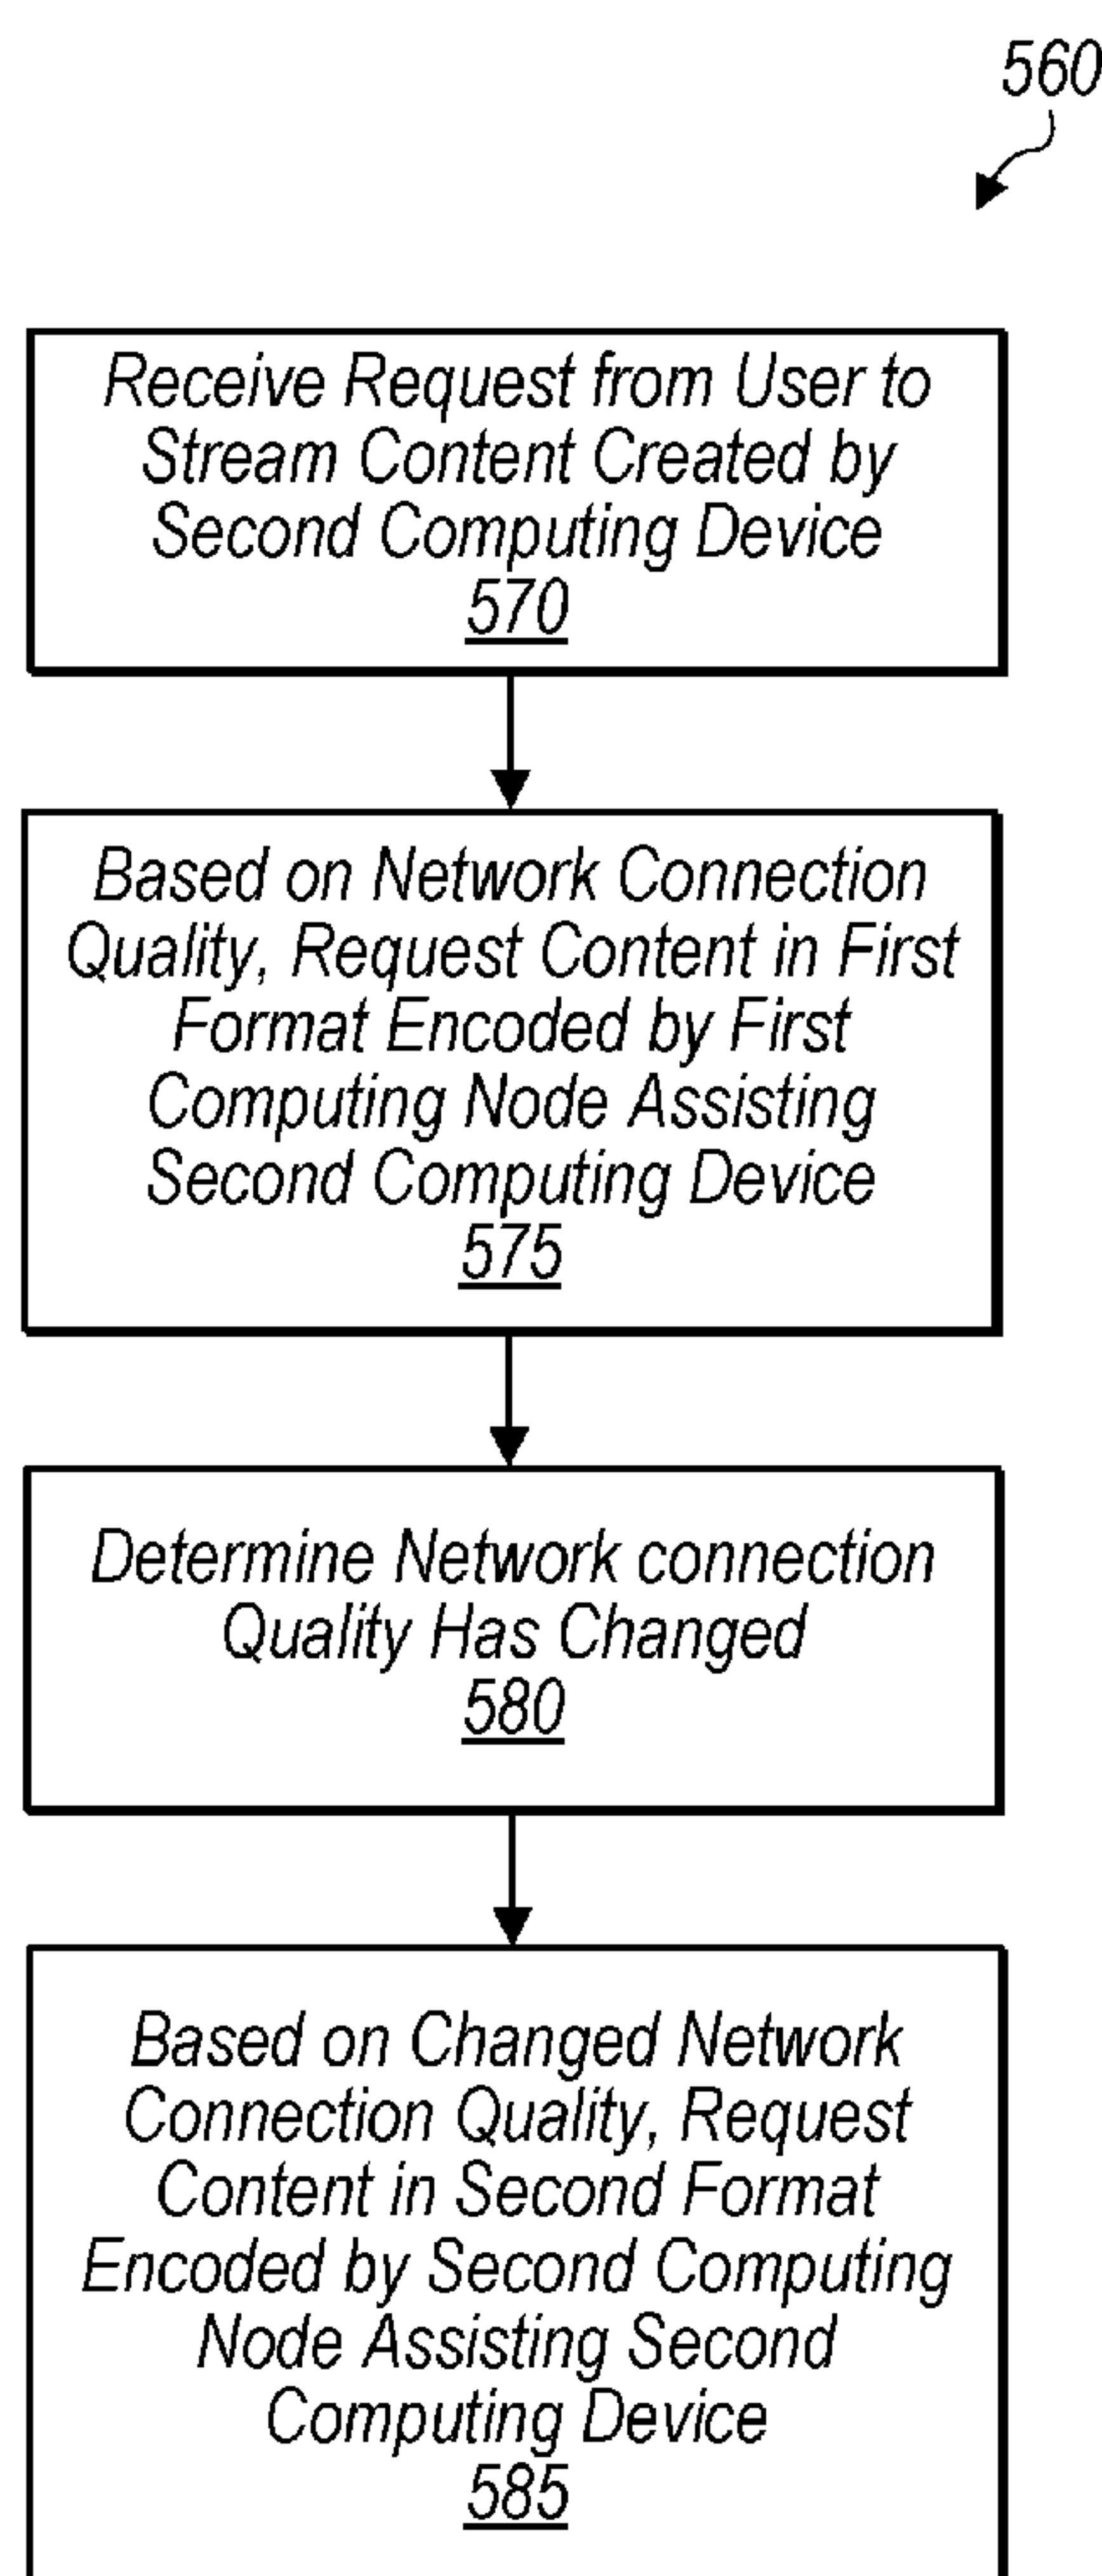 560
Receive Request from User to
Stream Content Created by
Second Computing Device
570
Based on Network Connection
Quality, Request Content in First
Format Encoded by First
Computing Node Assisting
Second Computing Device
575
Determine Network connection
Quality Has Changed
580
Based on Changed Network
Connection Quality, Request
Content in Second Format
Encoded by Second Computing
Node Assisting Second
Computing Device
585